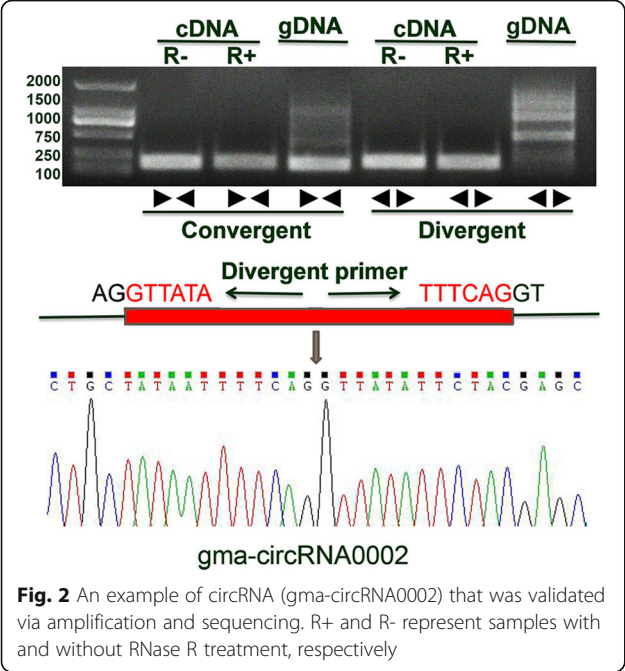 cDNA gDNA cDNA gDNA
R- R+ R- R+
2000
1500
1000
750
250
100
Convergent Divergent
Divergent primer
AGGTTATA TTTCAGGT
C T G C T A T A A T T T T C A G G T T A T A T T C T A C G A G C
gma-circRNA0002
Fig. 2 An example of circRNA (gma-circRNA0002) that was validated
via amplification and sequencing. R+ and R- represent samples with
and without RNase R treatment, respectively